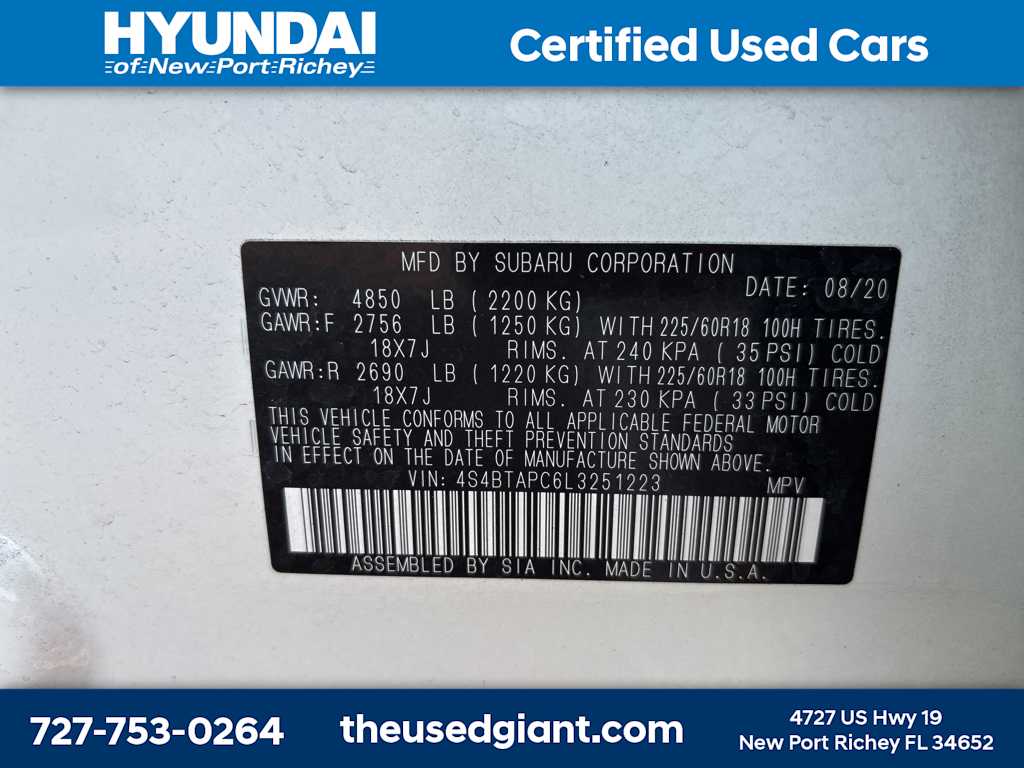 HYUNDAI
of New Port Richey
Certified Used Cars
MFD BY SUBARU CORPORATION
DATE: 08/20
GVWR: 4850 LB (2200 KG)
GAWR:F 2756 LB (1250 KG) WITH 225/60R18 100H TIRES.
18X7J RIMS. AT 240 KPA (35 PSI) COLD
GAWR:R 2690 LB (1220 KG) WITH 225/60R18 100H TIRES.
18X7J RIMS. AT 230 KPA (33 PSI) COLD
THIS VEHICLE CONFORMS TO ALL APPLICABLE FEDERAL MOTOR
VEHICLE SAFETY AND THEFT PREVENTION STANDARDS
IN EFFECT ON THE DATE OF MANUFACTURE SHOWN ABOVE.
VIN: 4S4BTAPC6L3251223 MPV
ASSEMBLED BY SIA INC. MADE IN U.S.A.
727-753-0264
theusedgiant.com
4727 US Hwy 19
New Port Richey FL 34652